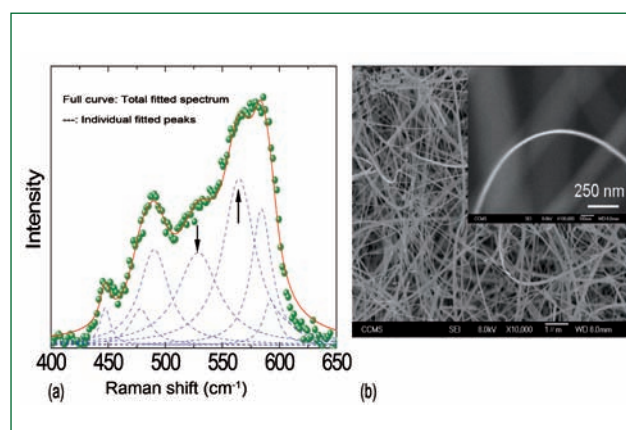 Full curve: Total fitted spectrum
---: Individual fitted peaks
Intensity
400 450 500 550 600 650
Raman shift (cm⁻¹)
(a)
250 nm
CCMS SEI 8.0kV X10,000 1μm WD 8.0mm
(b)